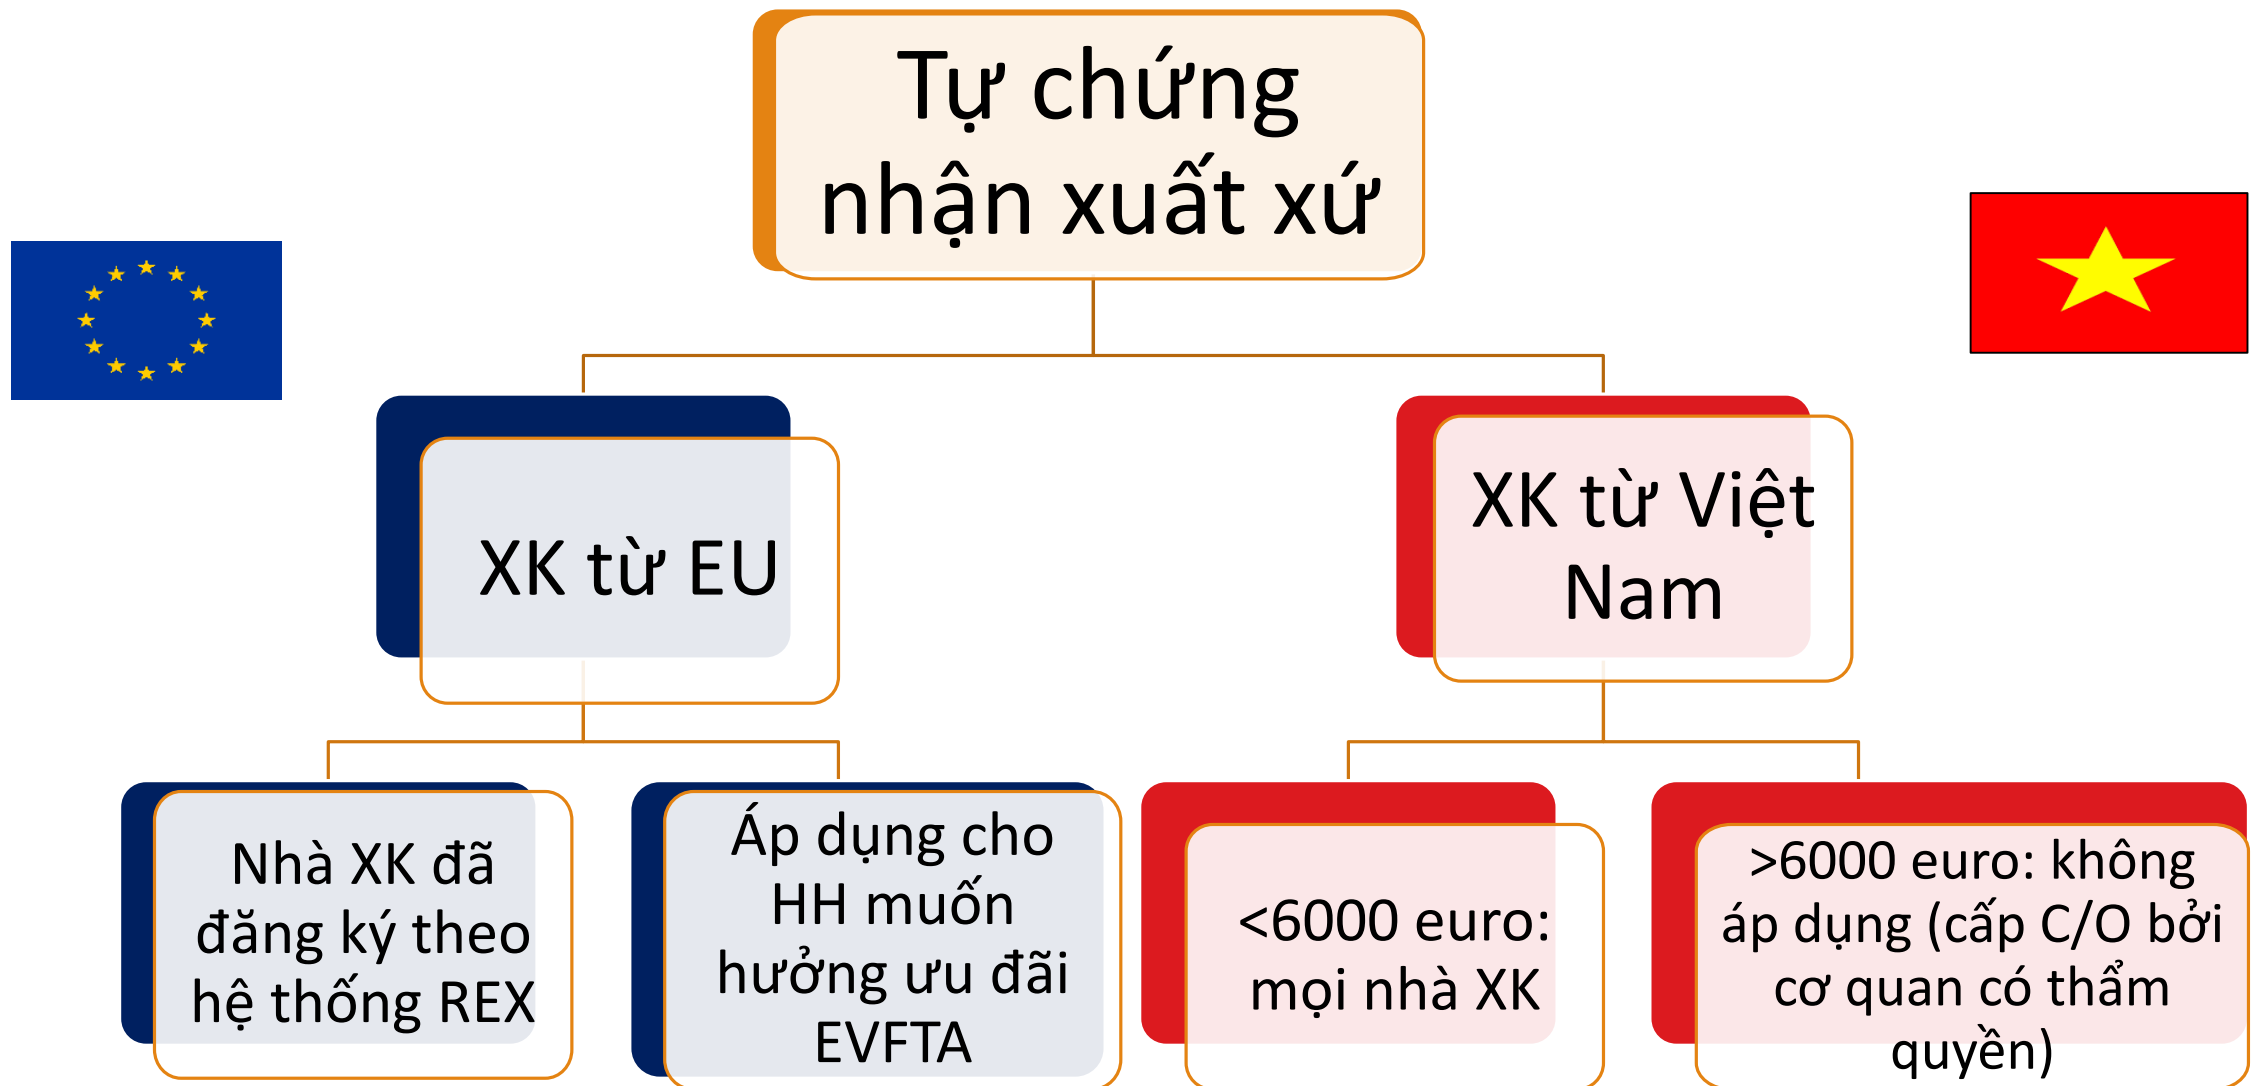 Tự chứng
nhận xuất xứ
XK từ EU
XK từ Việt
Nam
Nhà XK đã
đăng ký theo
hệ thống REX
Áp dụng cho
HH muốn
hưởng ưu đãi
EVFTA
<6000 euro:
mọi nhà XK
>6000 euro: không
áp dụng (cấp C/O bởi
cơ quan có thẩm
quyền)